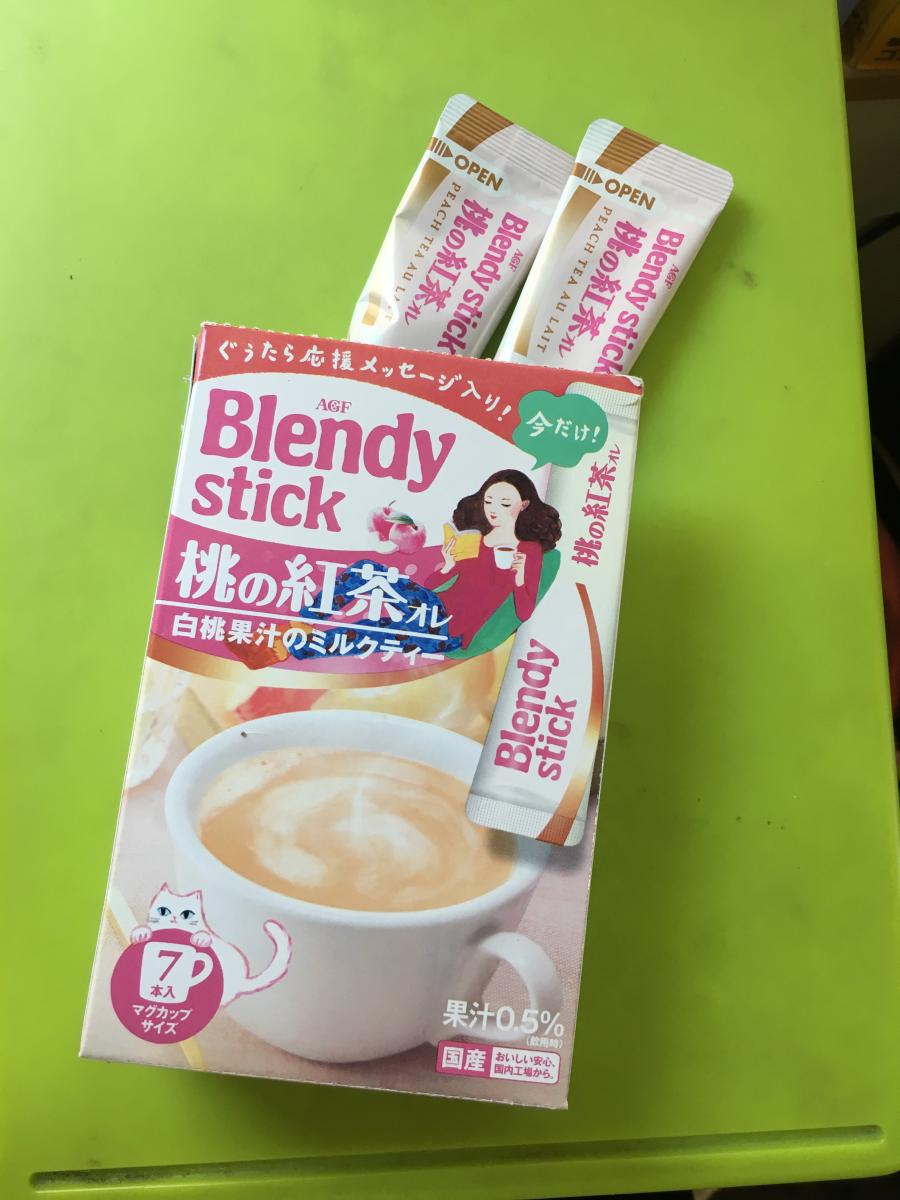 OPEN
PEACH TEA AU LAIT
AGF
Blendy stick
桃の紅茶オレ
OPEN
PEACH TEA AU LAIT
AGF
Blendy stick
桃の紅茶オレ
ぐぅたら応援メッセージ入り!
今だけ!
AGF
Blendy
stick
桃の紅茶オレ
白桃果汁のミルクティー
桃の紅茶オレ
Blendy
stick
7
本入
マグカップ
サイズ
果汁0.5%
(飲用時)
国産
おいしい安心、
国内工場から。